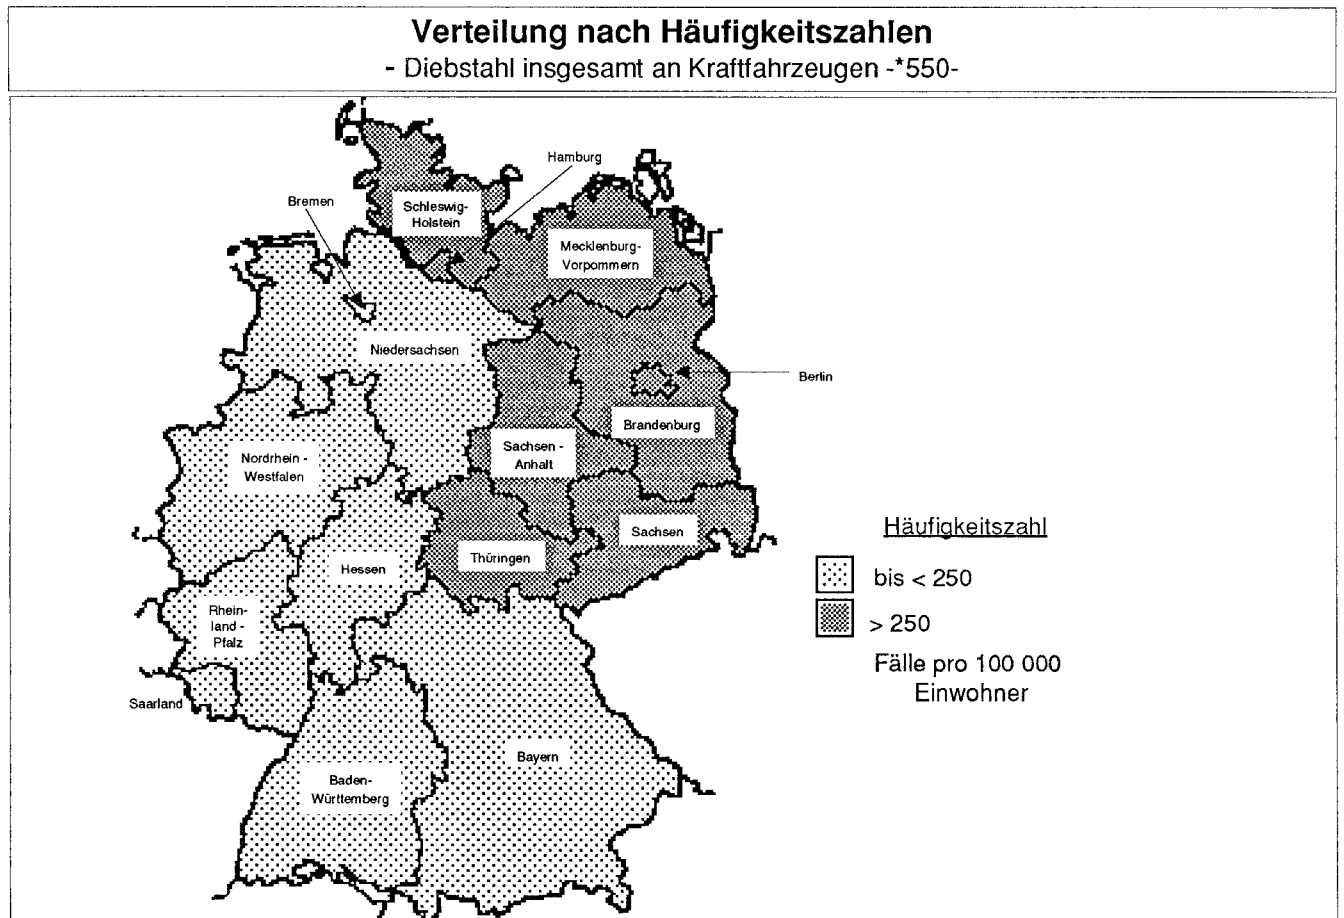 Verteilung nach Häufigkeitszahlen
- Diebstahl insgesamt an Kraftfahrzeugen -*550-
Hamburg
Bremen
Schleswig-
Holstein
Mecklenburg-
Vorpommern
Niedersachsen
Berlin
Brandenburg
Sachsen -
Anhalt
Nordrhein -
Westfalen
Sachsen
Thüringen
Hessen
Rhein-
land -
Pfalz
Saarland
Bayern
Baden-
Württemberg
Häufigkeitszahl
bis < 250
> 250
Fälle pro 100 000
Einwohner